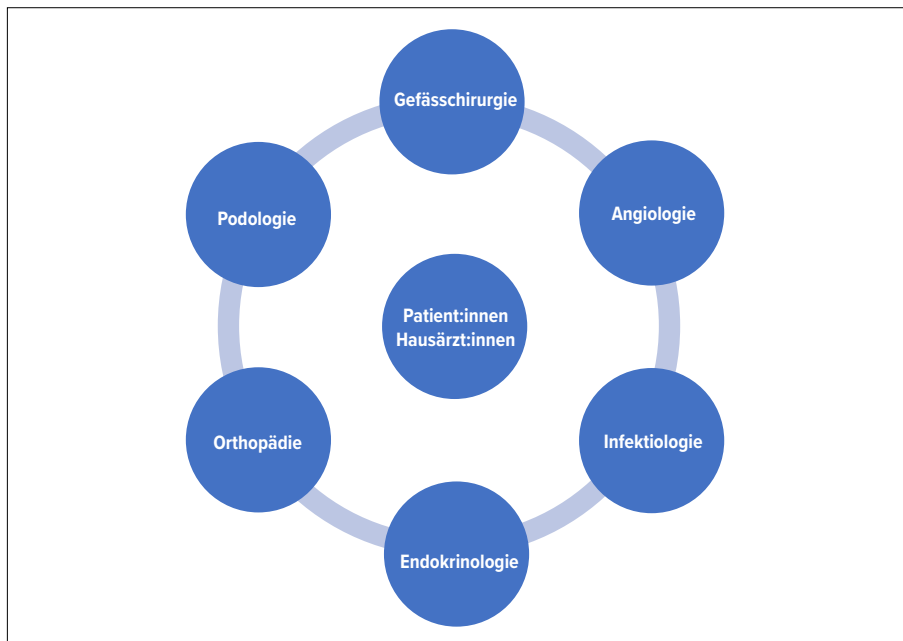 Gefässchirurgie
Podologie
Angiologie
Patient:innen
Hausärzt:innen
Orthopädie
Infektiologie
Endokrinologie